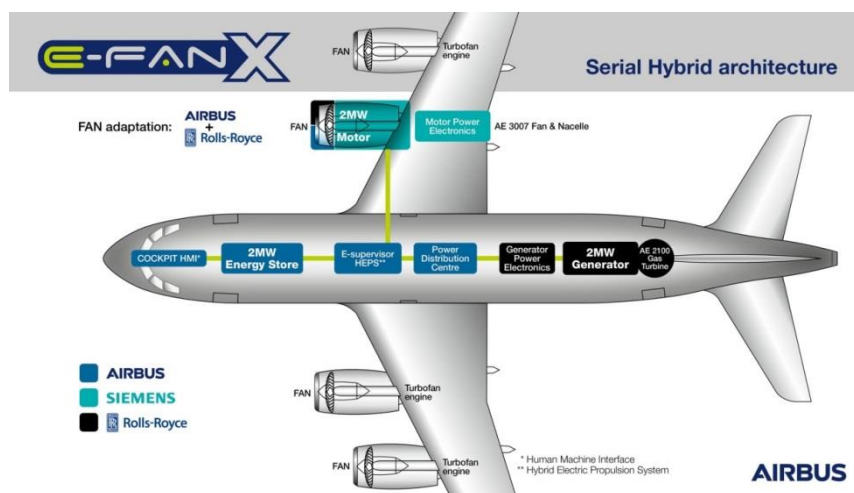 E-FAN X
Serial Hybrid architecture
FAN
Turbofan
engine
FAN adaptation:
AIRBUS
+
Rolls-Royce
FAN
2MW
Motor
Motor Power
Electronics
AE 3007 Fan & Nacelle
COCKPIT HMI*
2MW
Energy Store
E-supervisor
HEPS**
Power
Distribution
Centre
Generator
Power
Electronics
2MW
Generator
AE 2100
Gas
Turbine
AIRBUS
SIEMENS
Rolls-Royce
FAN
Turbofan
engine
FAN
Turbofan
engine
* Human Machine Interface
** Hybrid Electric Propulsion System
AIRBUS